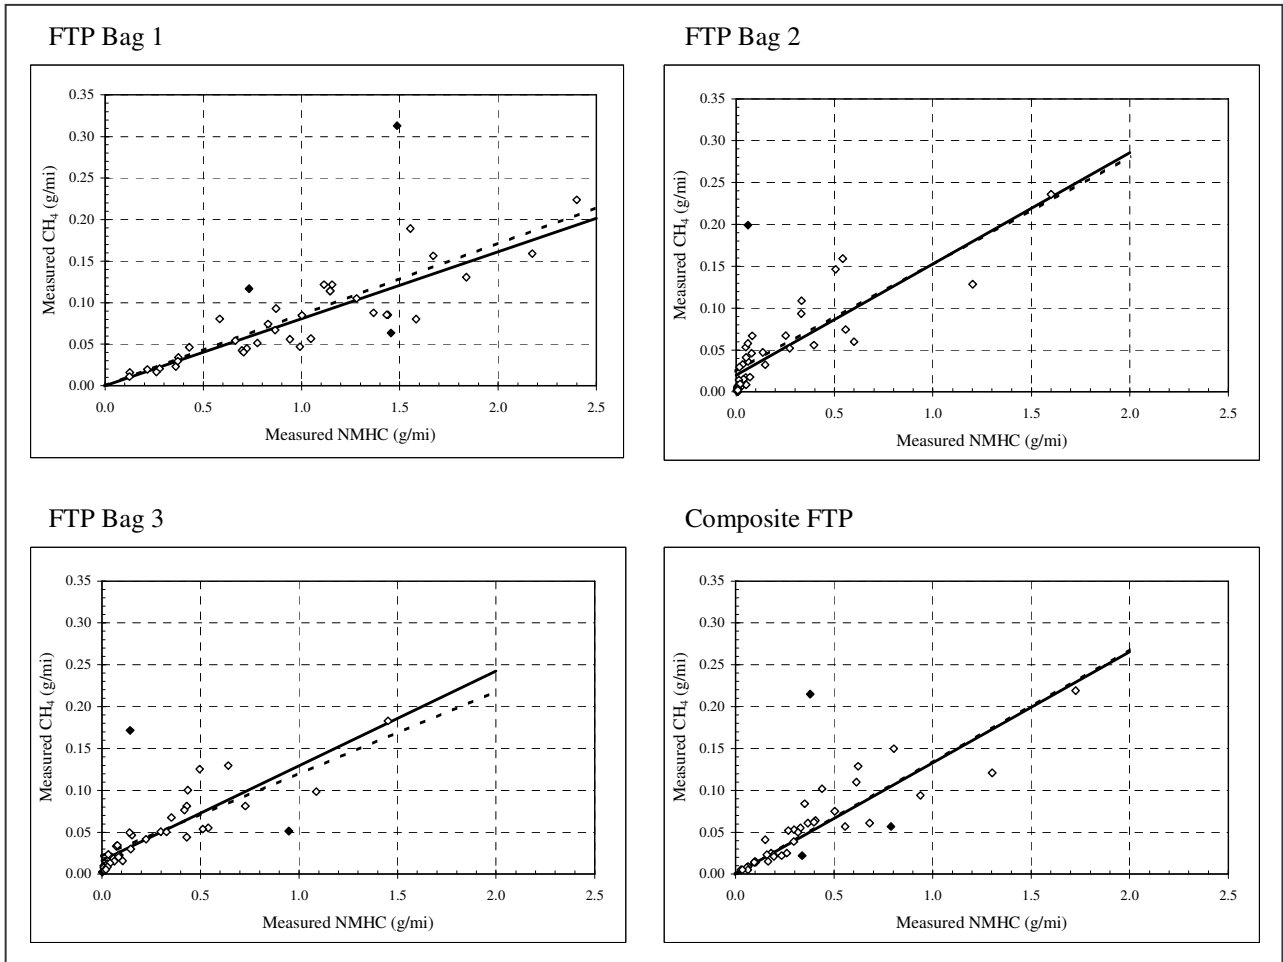 FTP Bag 1
0.35
0.30
0.25
0.20
0.15
0.10
0.05
0.00
Measured CH4 (g/mi)
0.0 0.5 1.0 1.5 2.0 2.5
Measured NMHC (g/mi)
FTP Bag 2
0.35
0.30
0.25
0.20
0.15
0.10
0.05
0.00
Measured CH4 (g/mi)
0.0 0.5 1.0 1.5 2.0 2.5
Measured NMHC (g/mi)
FTP Bag 3
0.35
0.30
0.25
0.20
0.15
0.10
0.05
0.00
Measured CH4 (g/mi)
0.0 0.5 1.0 1.5 2.0 2.5
Measured NMHC (g/mi)
Composite FTP
0.35
0.30
0.25
0.20
0.15
0.10
0.05
0.00
Measured CH4 (g/mi)
0.0 0.5 1.0 1.5 2.0 2.5
Measured NMHC (g/mi)